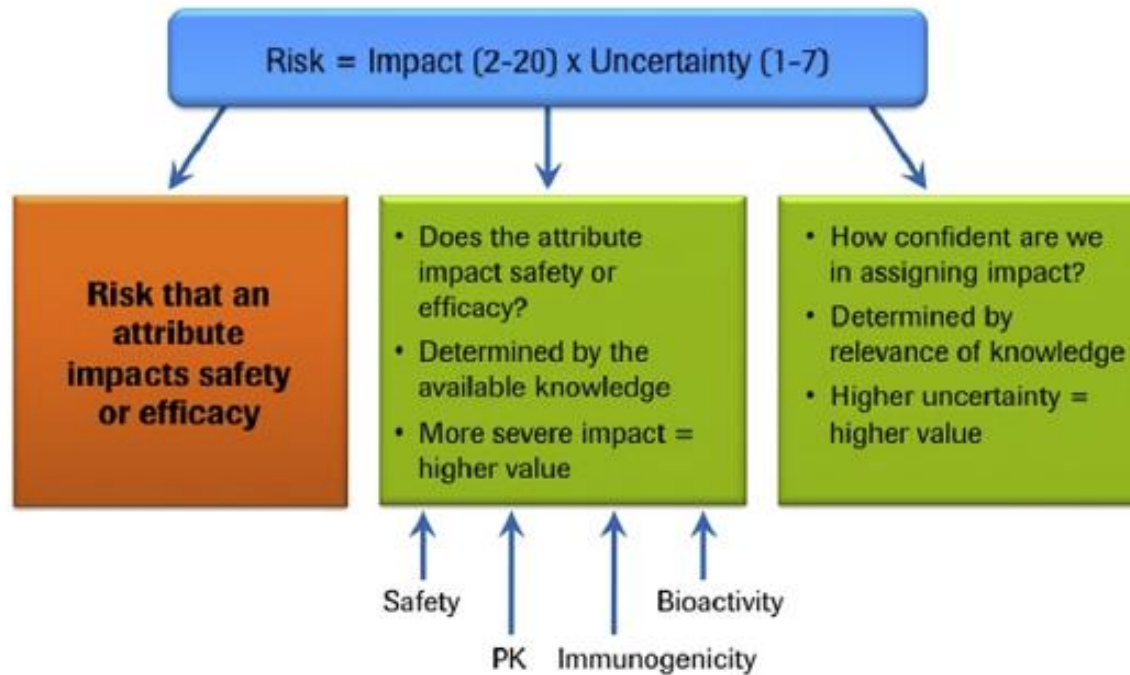 Risk = Impact (2-20) x Uncertainty (1-7)
Risk that an
attribute
impacts safety
or efficacy
• Does the attribute
impact safety or
efficacy?
• Determined by the
available knowledge
• More severe impact =
higher value
• How confident are we
in assigning impact?
• Determined by
relevance of knowledge
• Higher uncertainty =
higher value
Safety
Bioactivity
PK
Immunogenicity